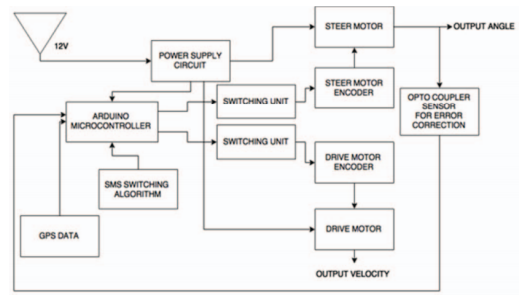 12V
POWER SUPPLY
CIRCUIT
STEER MOTOR
OUTPUT ANGLE
STEER MOTOR
ENCODER
OPTO COUPLER
SENSOR
FOR ERROR
CORRECTION
SWITCHING UNIT
ARDUINO
MICROCONTROLLER
SWITCHING UNIT
DRIVE MOTOR
ENCODER
SMS SWITCHING
ALGORITHM
GPS DATA
DRIVE MOTOR
OUTPUT VELOCITY